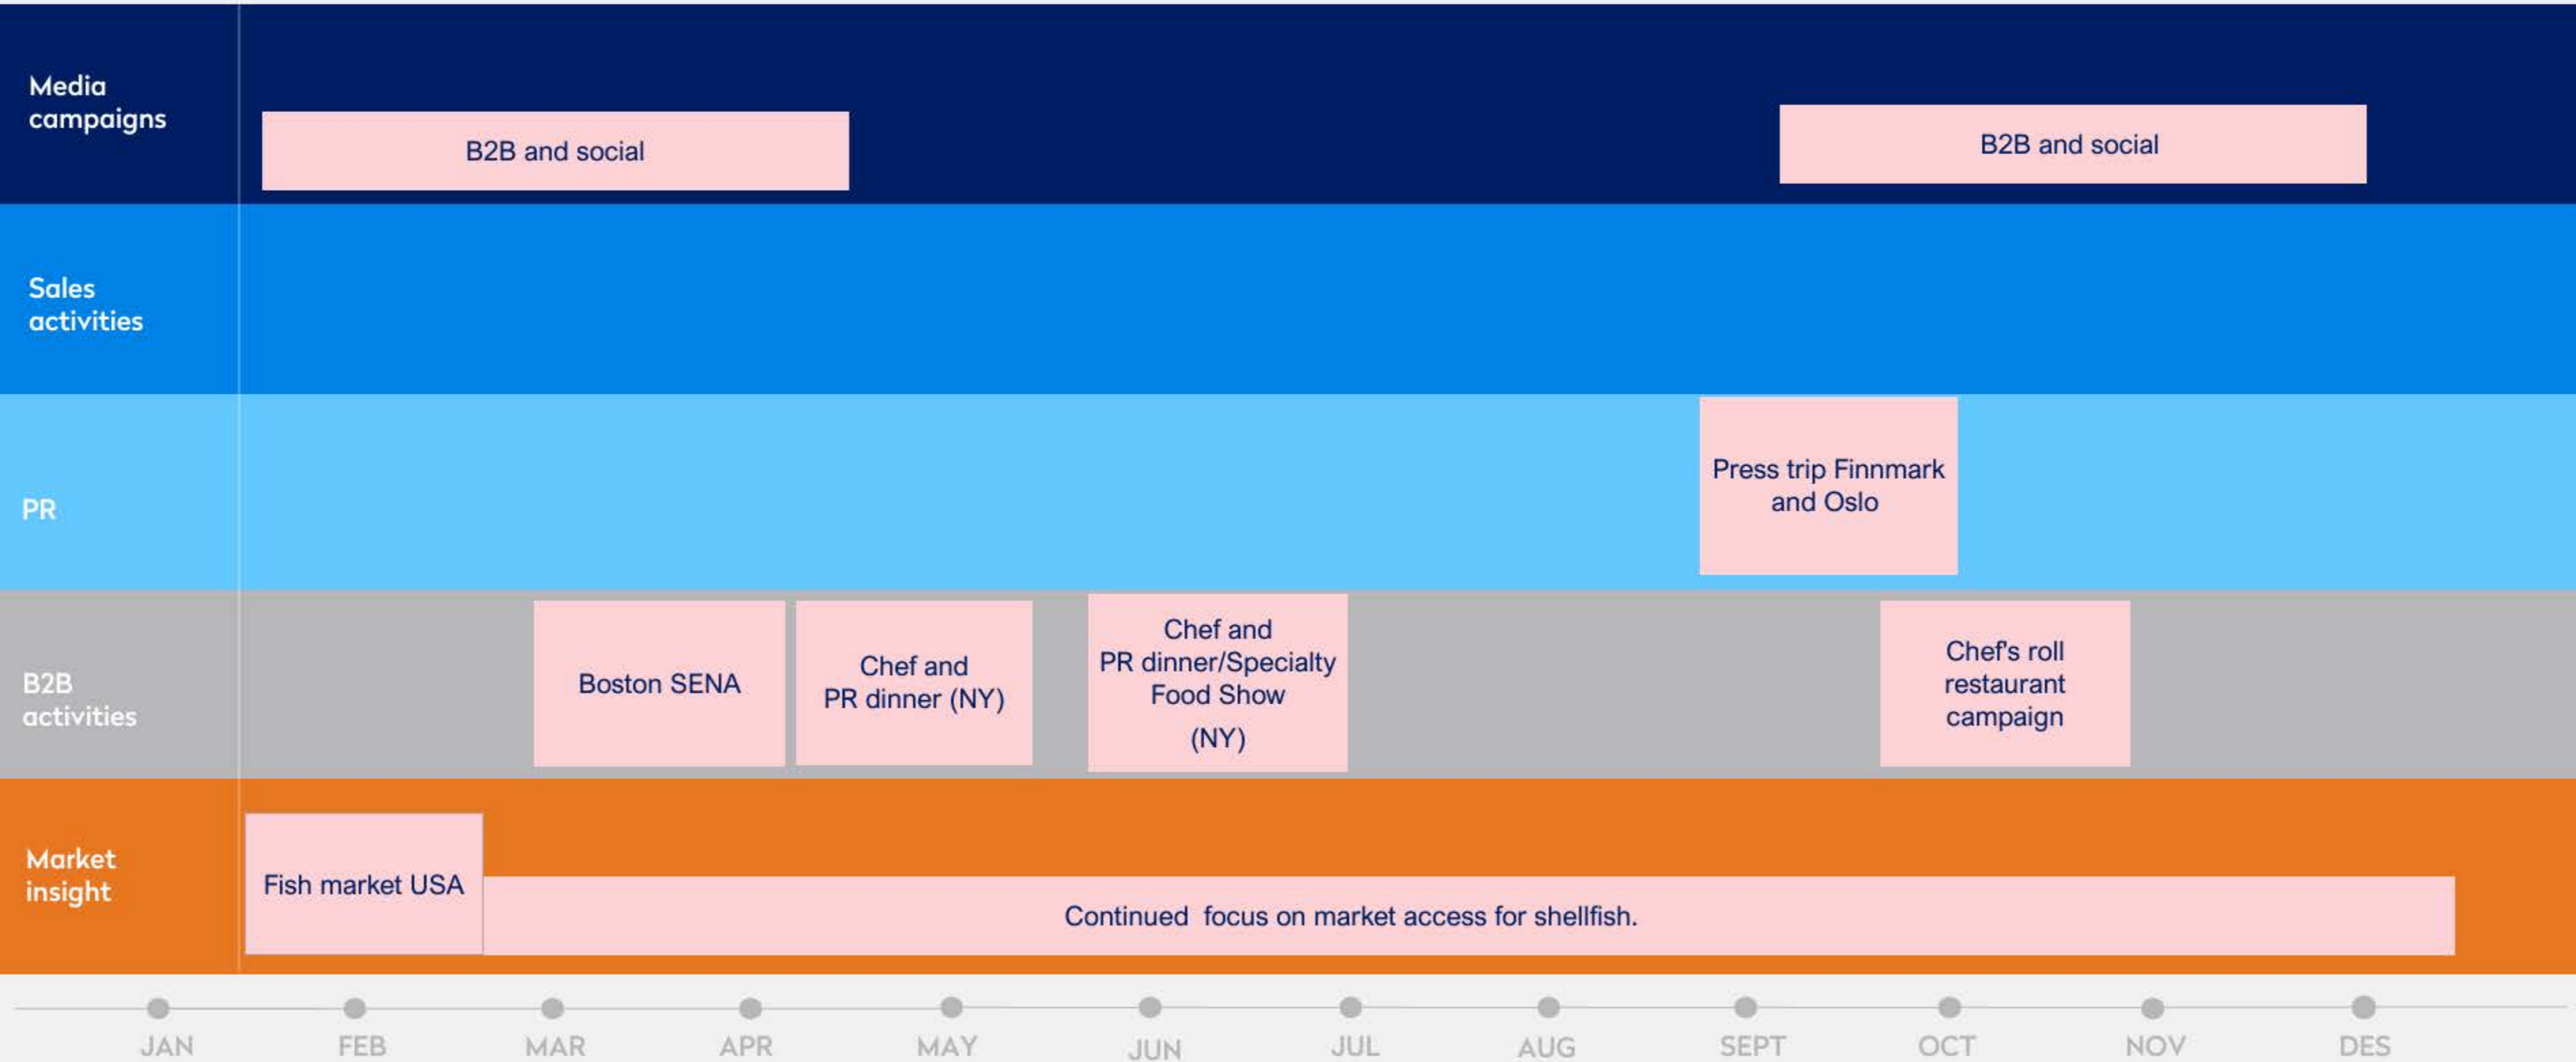 Media
campaigns
B2B and social
B2B and social
Sales
activities
PR
Press trip Finnmark
and Oslo
B2B
activities
Boston SENA
Chef and
PR dinner (NY)
Chef and
PR dinner/Specialty
Food Show
(NY)
Chef's roll
restaurant
campaign
Market
insight
Fish market USA
Continued  focus on market access for shellfish.
JAN FEB MAR APR MAY JUN JUL AUG SEPT OCT NOV DES